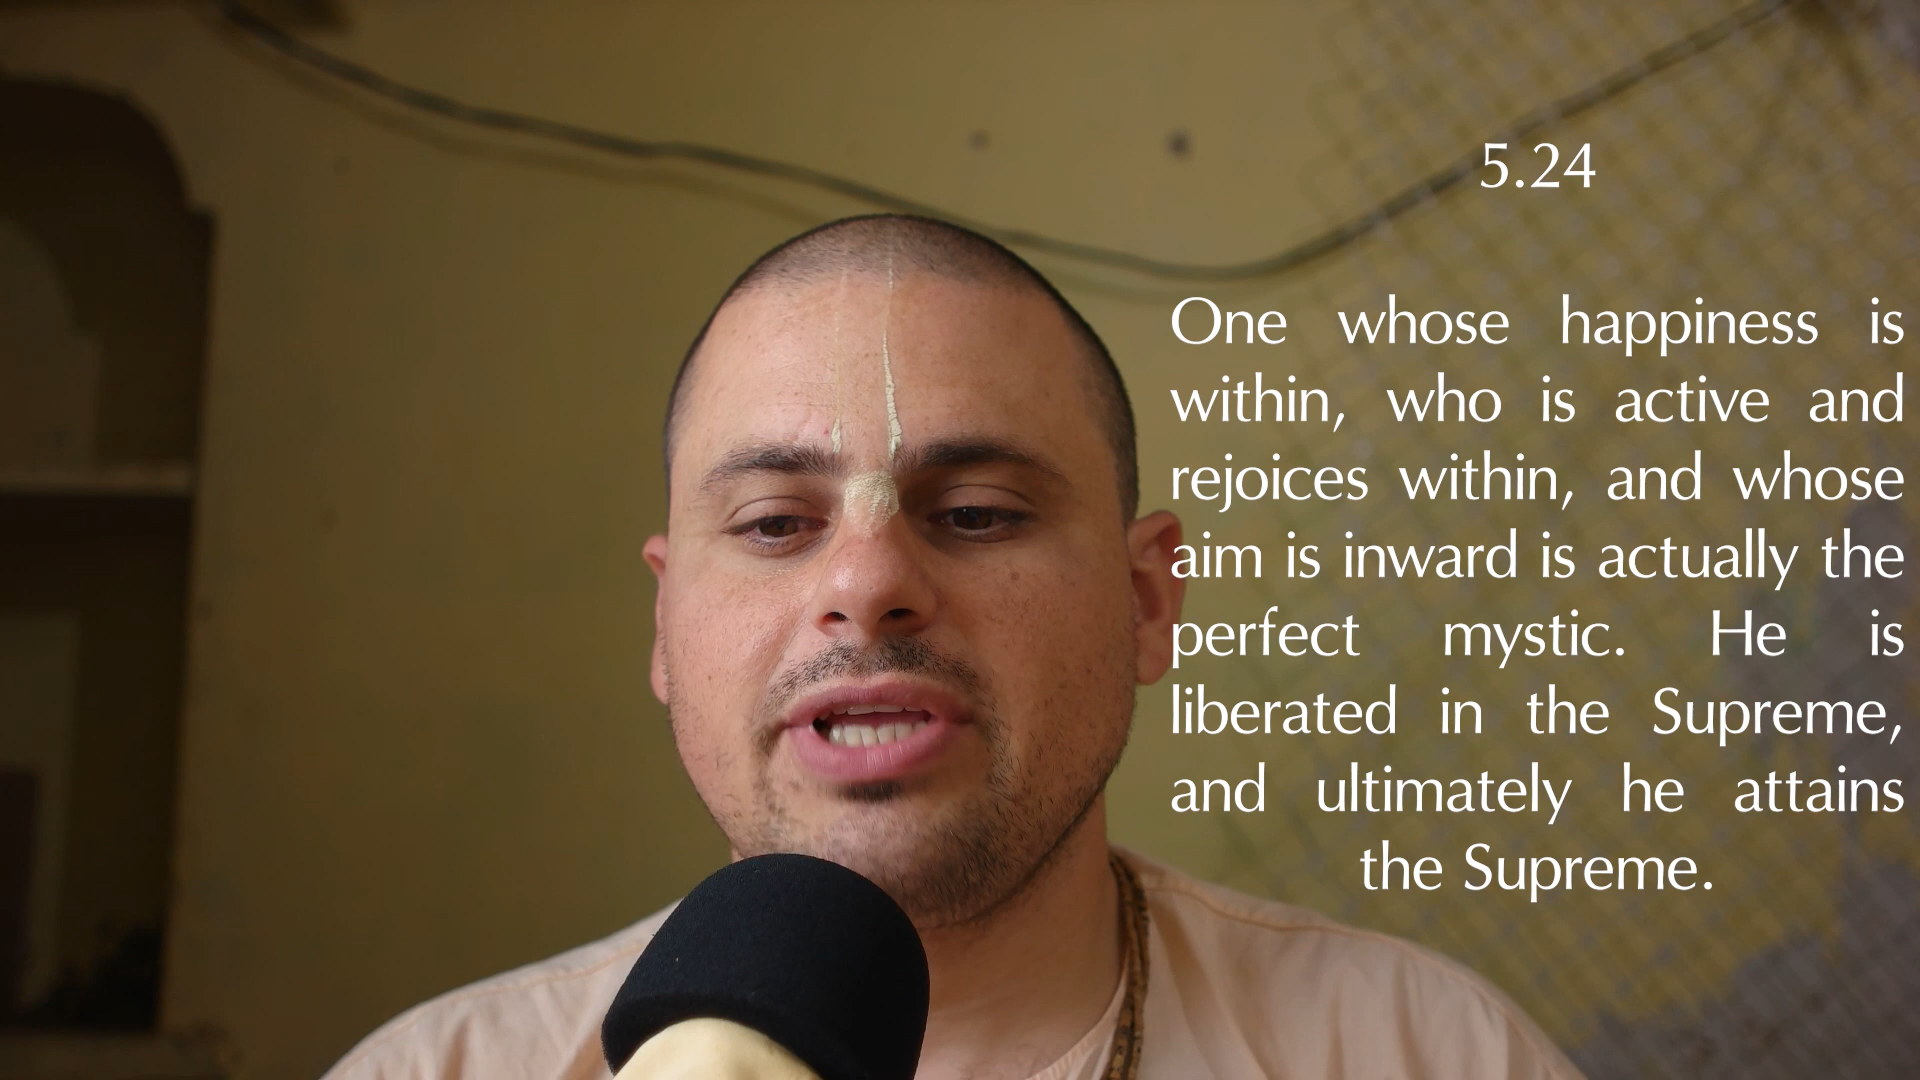 5.24
One whose happiness is
within, who is active and
rejoices within, and whose
aim is inward is actually the
perfect mystic. He is
liberated in the Supreme,
and ultimately he attains
the Supreme.